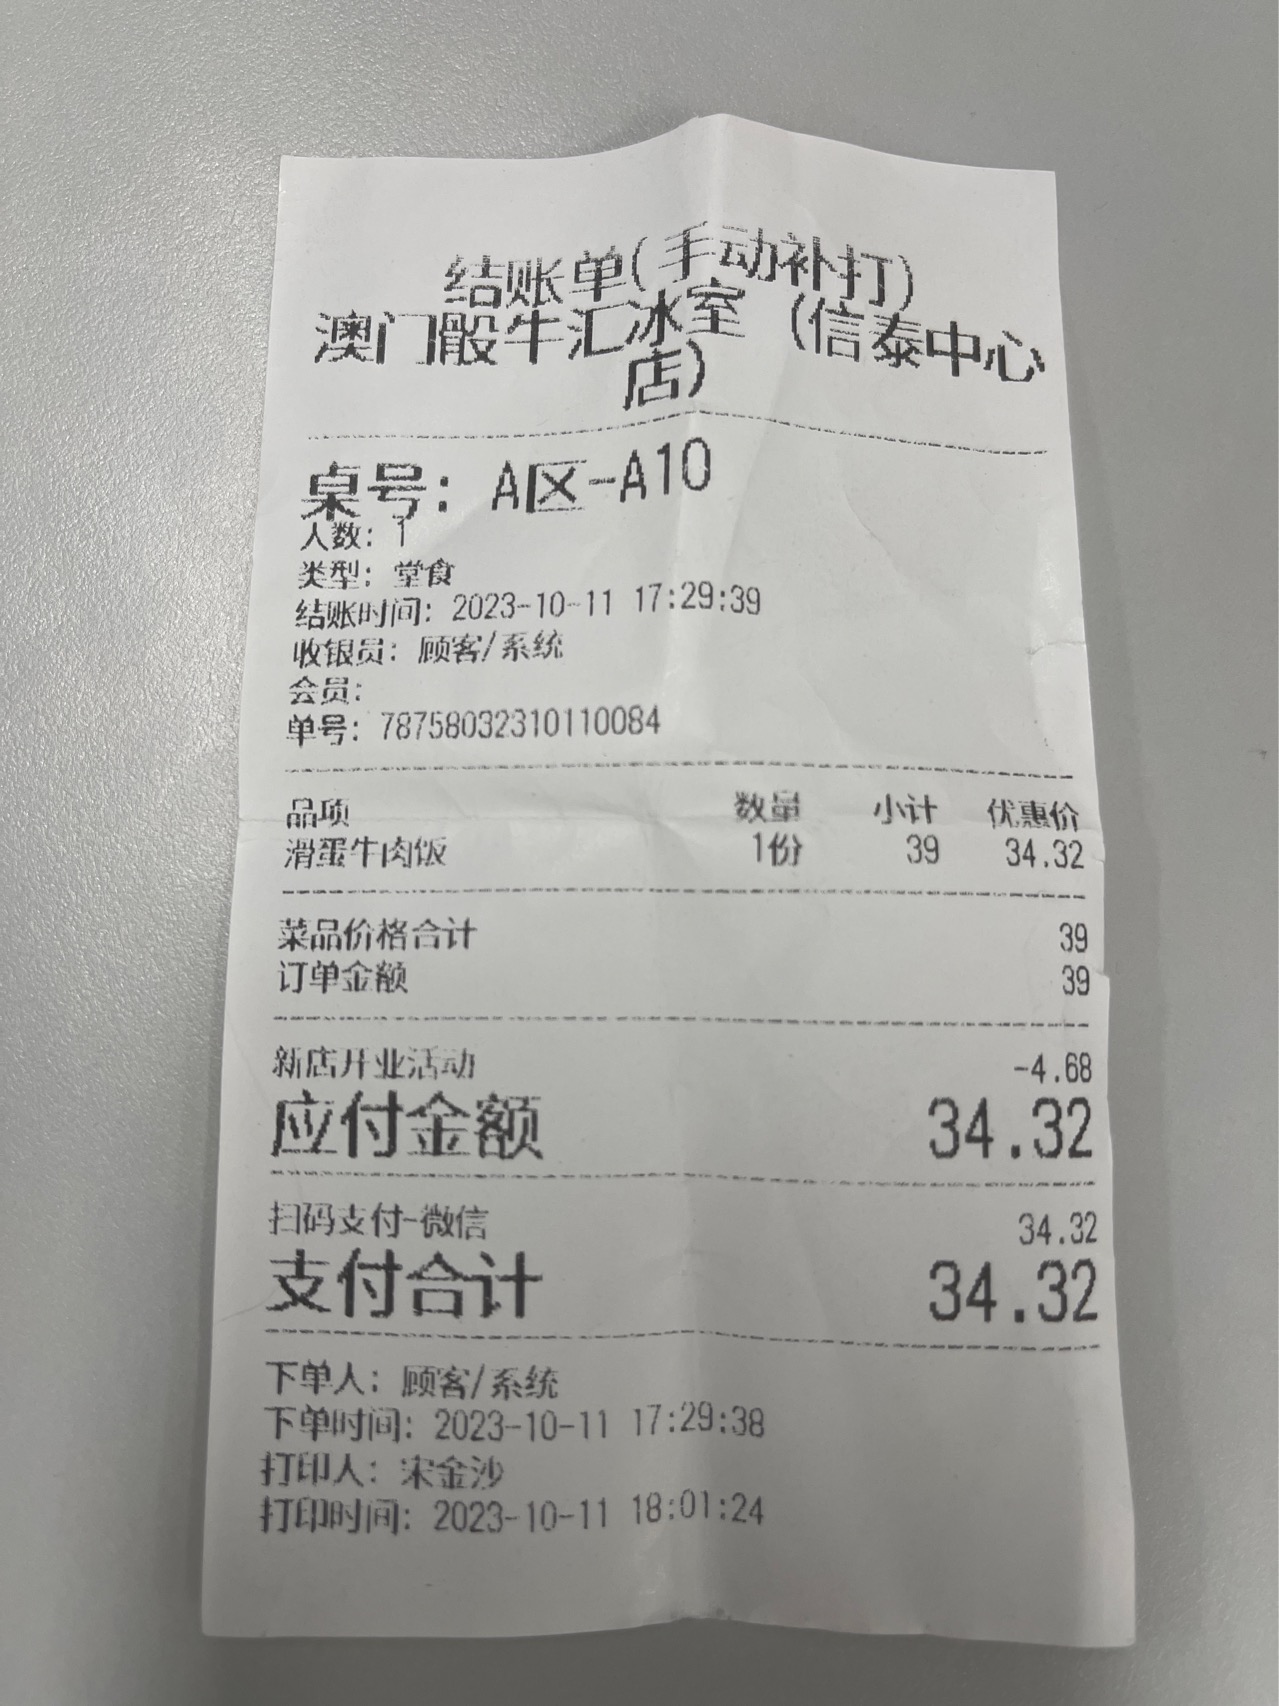 结账单(手动补打)
澳门骰牛汇冰室（信泰中心
店）
桌号: A区-A10
人数: 1
类型: 堂食
结账时间: 2023-10-11 17:29:39
收银员: 顾客/系统
会员:
单号: 78758032310110084
品项 数量 小计 优惠价
滑蛋牛肉饭 1份 39 34.32
菜品价格合计 39
订单金额 39
新店开业活动 -4.68
应付金额 34.32
扫码支付-微信 34.32
支付合计 34.32
下单人: 顾客/系统
下单时间: 2023-10-11 17:29:38
打印人: 宋金沙
打印时间: 2023-10-11 18:01:24